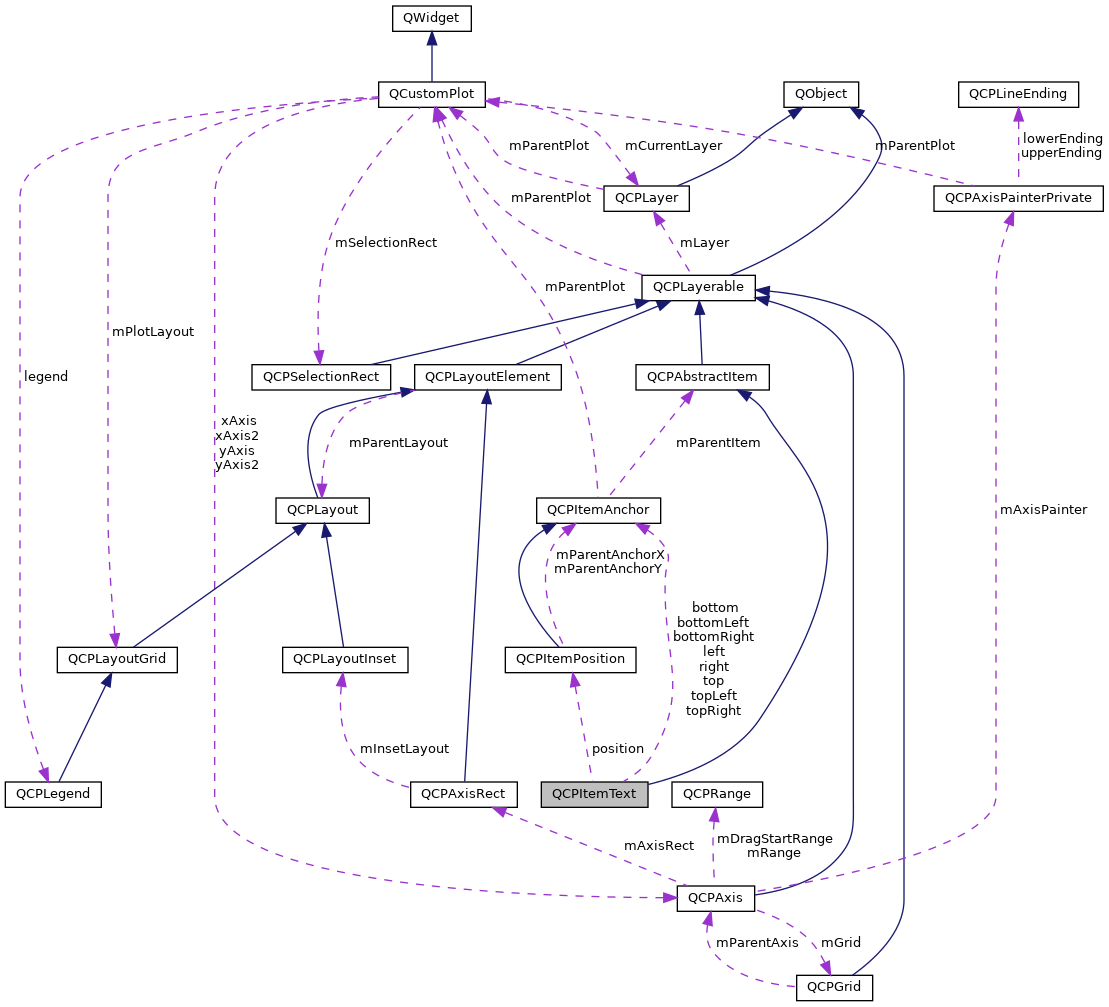 QWidget
QCustomPlot
QObject
QCPLineEnding
mParentPlot
mCurrentLayer
mParentPlot
lowerEnding
upperEnding
mParentPlot
QCPLayer
QCPAxisPainterPrivate
mSelectionRect
mLayer
mParentPlot
QCPLayerable
mPlotLayout
legend
QCPSelectionRect
QCPLayoutElement
QCPAbstractItem
xAxis
xAxis2
yAxis
yAxis2
mParentLayout
mParentItem
QCPLayout
QCPItemAnchor
mAxisPainter
mParentAnchorX
mParentAnchorY
bottom
bottomLeft
bottomRight
left
right
top
topLeft
topRight
QCPLayoutGrid
QCPLayoutInset
QCPItemPosition
mInsetLayout
position
QCPLegend
QCPAxisRect
QCPItemText
QCPRange
mAxisRect
mDragStartRange
mRange
QCPAxis
mParentAxis
mGrid
QCPGrid